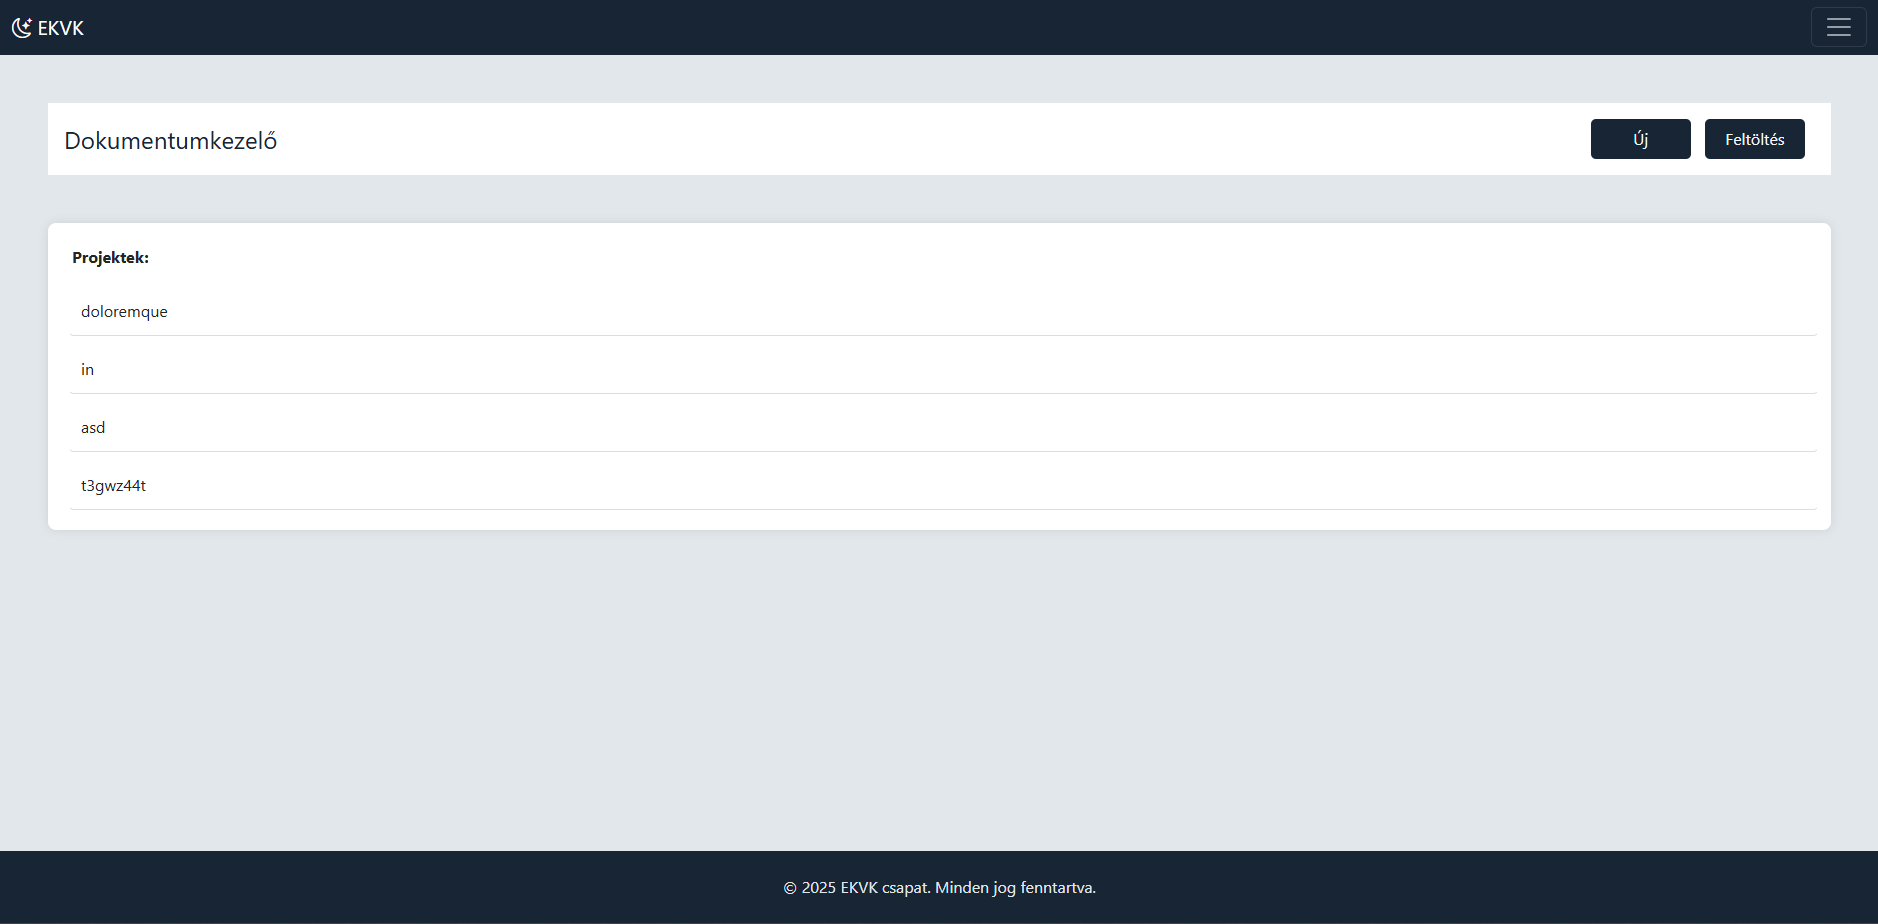 EKVK
Dokumentumkezelő
Új
Feltöltés
Projektek:
doloremque
in
asd
t3gwz44t
© 2025 EKVK csapat. Minden jog fenntartva.